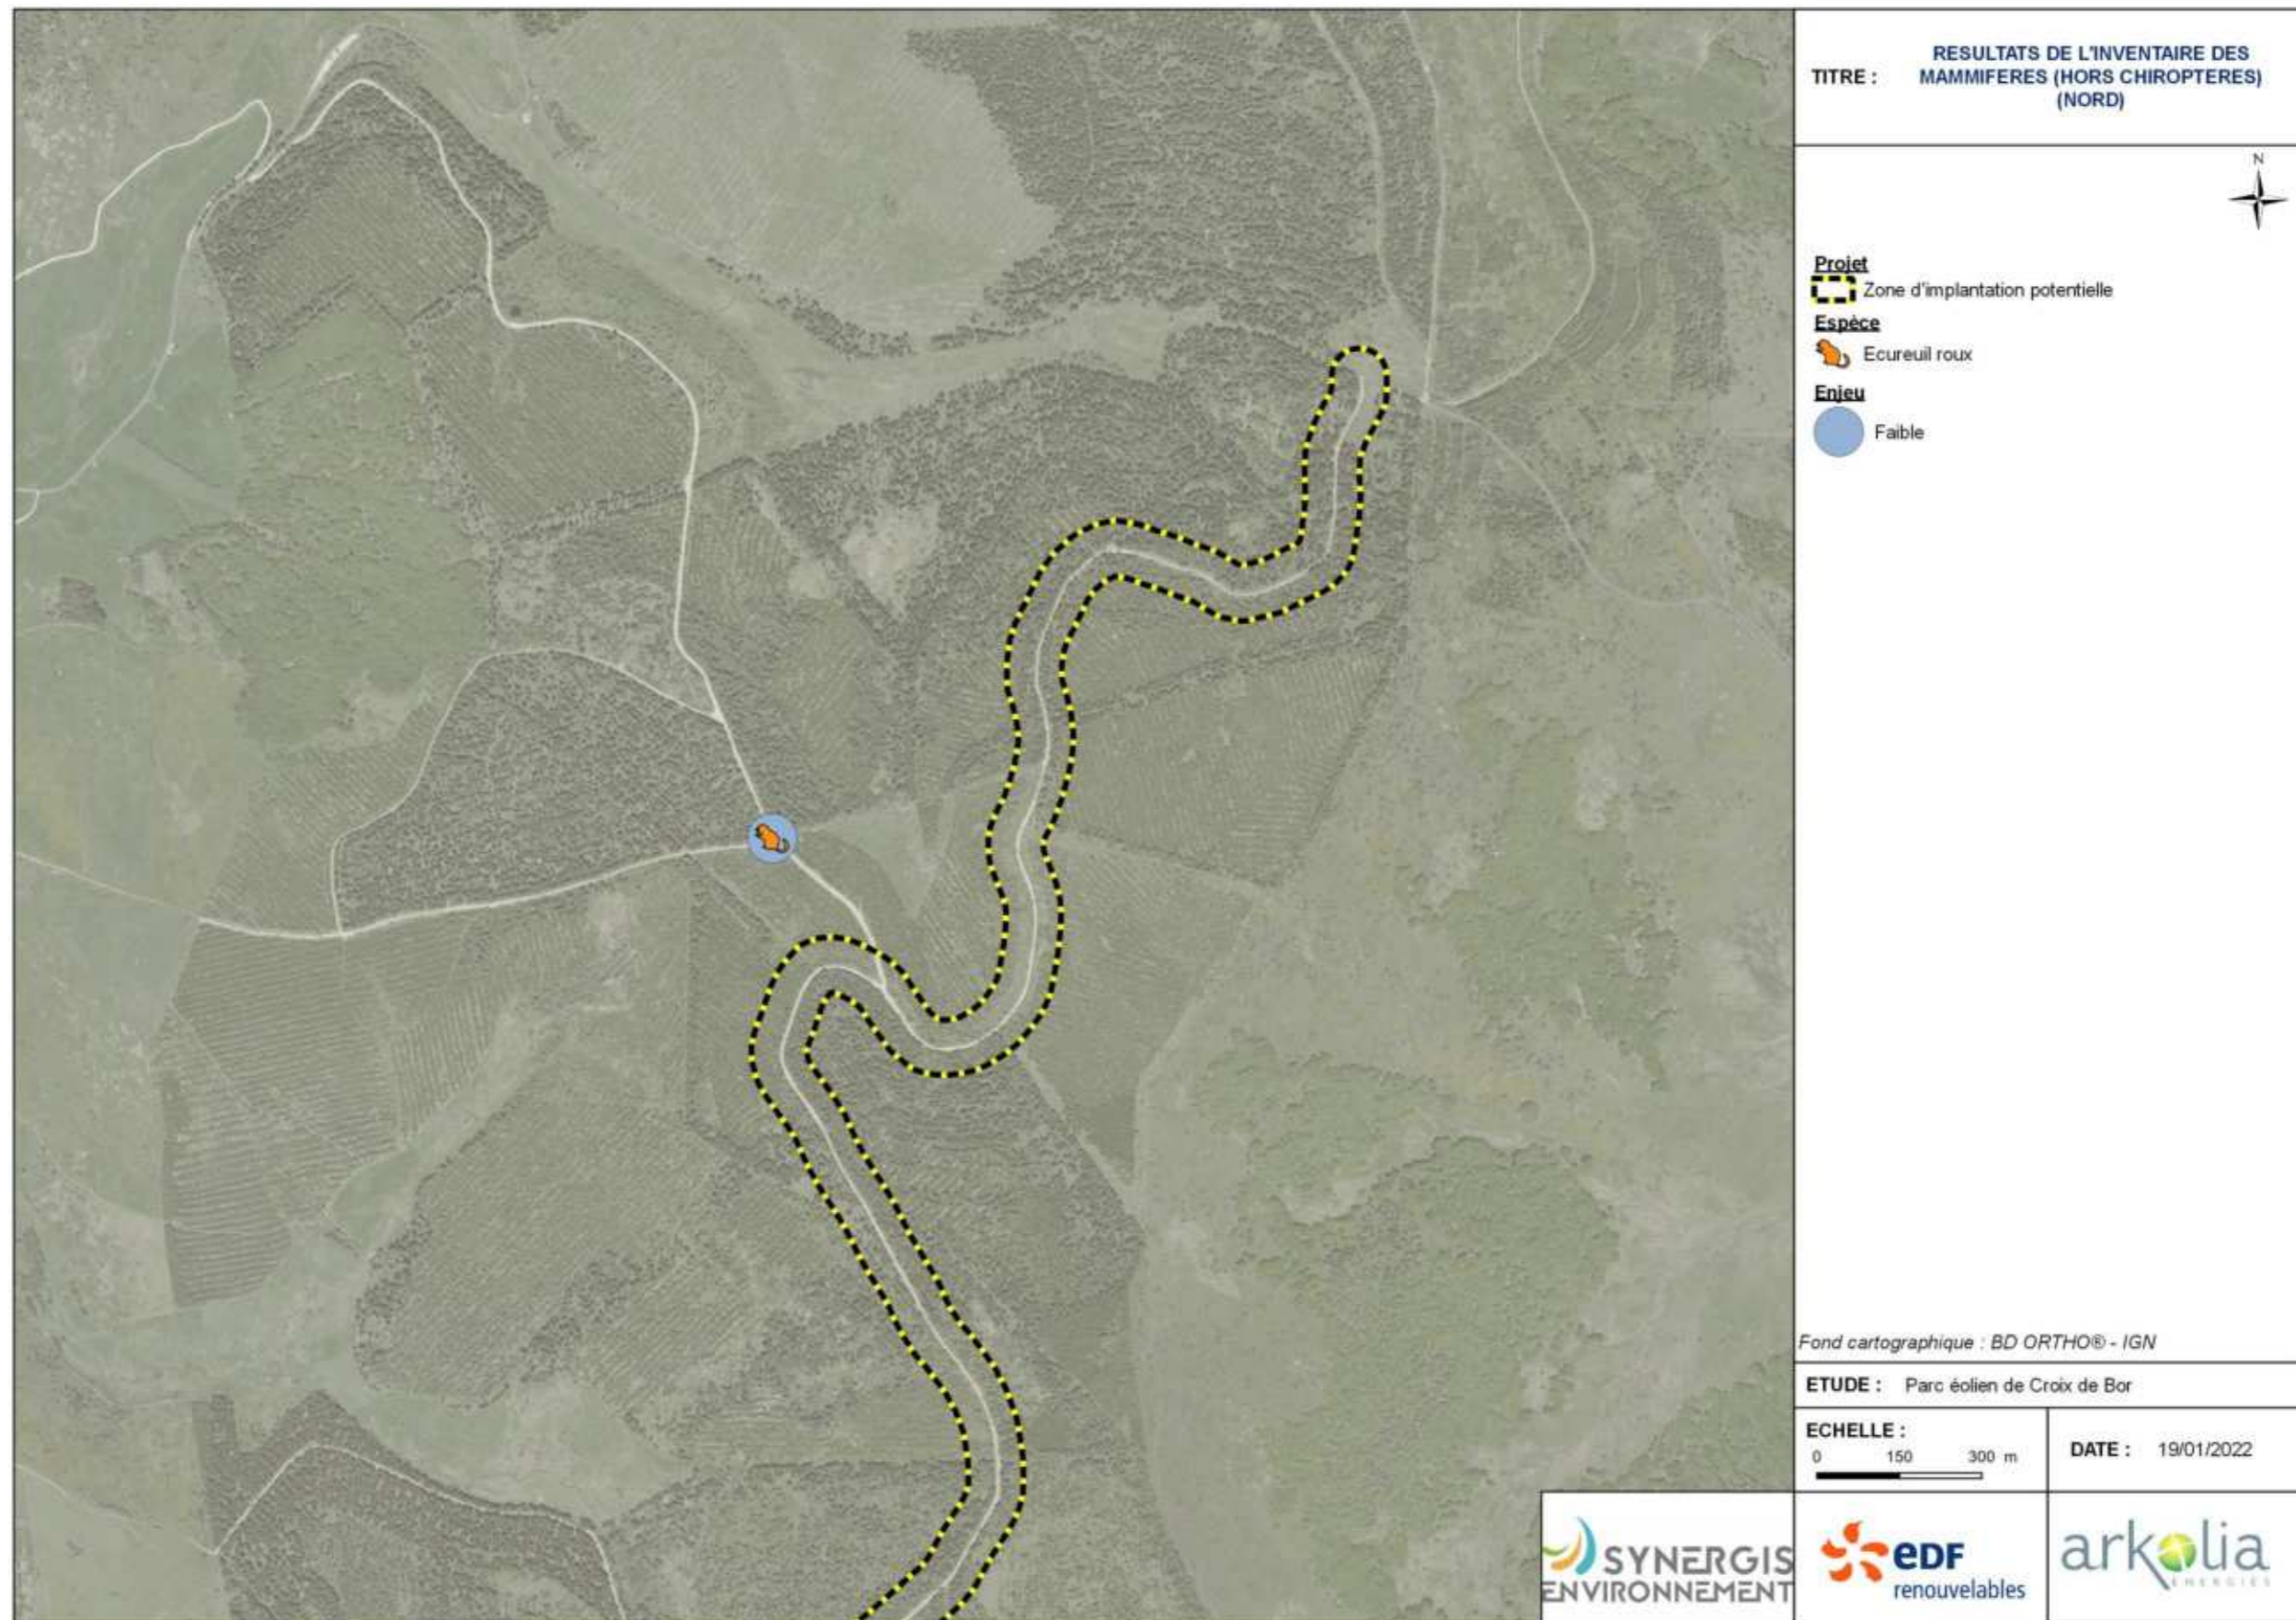 TITRE :
RESULTATS DE L'INVENTAIRE DES
MAMMIFERES (HORS CHIROPTERES)
(NORD)
N
Projet
Zone d'implantation potentielle
Espèce
Ecureuil roux
Enjeu
Faible
Fond cartographique : BD ORTHO® - IGN
ETUDE : Parc éolien de Croix de Bor
ECHELLE :
0 150 300 m
DATE : 19/01/2022
SYNERGIS
ENVIRONNEMENT
eDF
renouvelables
arkolia
ENERGIES